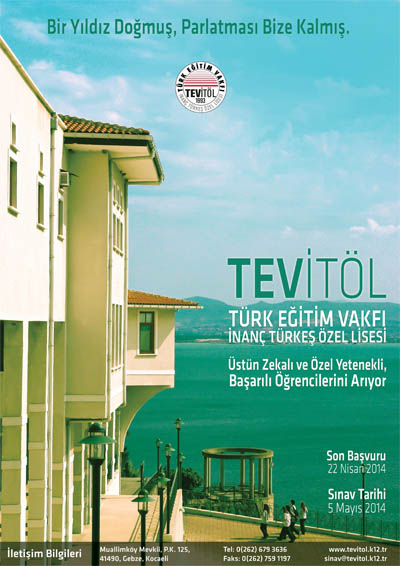 Bir Yıldız Doğmuş, Parlatması Bize Kalmış.
TÜRK EĞİTİM VAKFI
TEVİTÖL
1993
İNANÇ TÜRKEŞ ÖZEL LİSESİ
TEVİTÖL
TÜRK EĞİTİM VAKFI
İNANÇ TÜRKEŞ ÖZEL LİSESİ
Üstün Zekalı ve Özel Yetenekli,
Başarılı Öğrencilerini Arıyor
Son Başvuru
22 Nisan 2014
Sınav Tarihi
5 Mayıs 2014
İletişim Bilgileri
Muallimköy Mevkii, P.K. 125,
41490, Gebze, Kocaeli
Tel: 0(262) 679 3636
Faks: 0(262) 759 1197
www.tevitol.k12.tr
sinav@tevitol.k12.tr